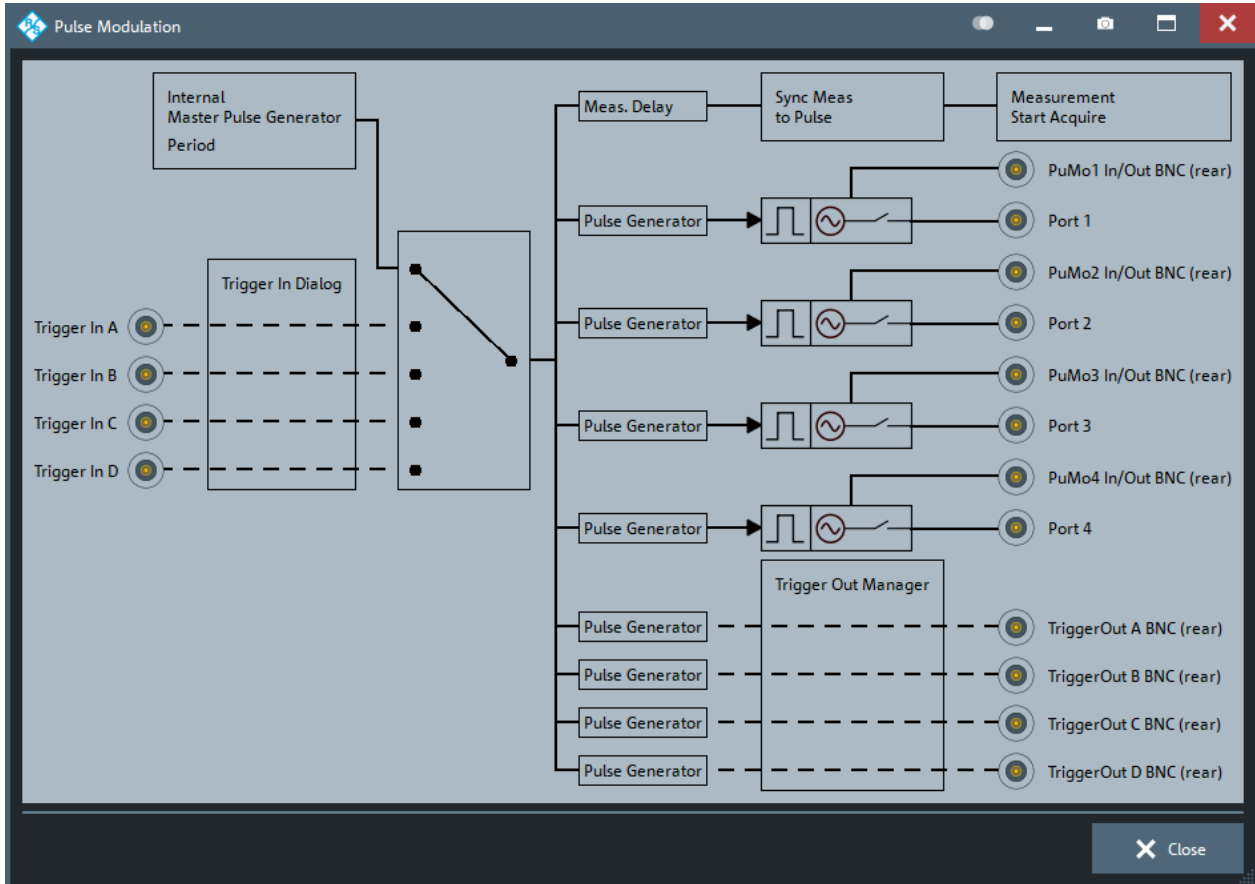 R/S
Pulse Modulation
Internal
Master Pulse Generator
Period
Meas. Delay
Sync Meas
to Pulse
Measurement
Start Acquire
PuMo1 In/Out BNC (rear)
Pulse Generator
Port 1
PuMo2 In/Out BNC (rear)
Trigger In Dialog
Trigger In A
Pulse Generator
Port 2
Trigger In B
PuMo3 In/Out BNC (rear)
Trigger In C
Pulse Generator
Port 3
Trigger In D
PuMo4 In/Out BNC (rear)
Pulse Generator
Port 4
Trigger Out Manager
Pulse Generator
TriggerOut A BNC (rear)
Pulse Generator
TriggerOut B BNC (rear)
Pulse Generator
TriggerOut C BNC (rear)
Pulse Generator
TriggerOut D BNC (rear)
Close